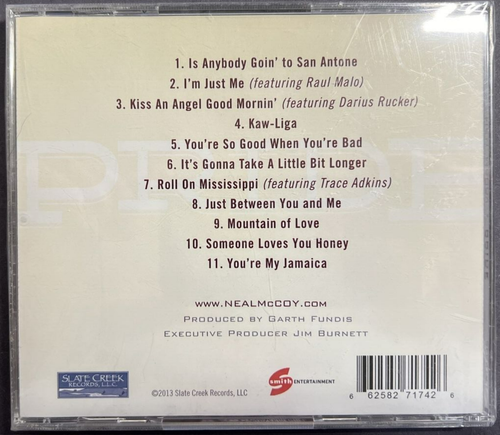 PRIDE
1. Is Anybody Goin' to San Antone
2. I'm Just Me (featuring Raul Malo)
3. Kiss An Angel Good Mornin' (featuring Darius Rucker)
4. Kaw-Liga
5. You're So Good When You're Bad
6. It's Gonna Take A Little Bit Longer
7. Roll On Mississippi (featuring Trace Adkins)
8. Just Between You and Me
9. Mountain of Love
10. Someone Loves You Honey
11. You're My Jamaica
WWW.NEALMcCOY.COM
PRODUCED BY GARTH FUNDIS
EXECUTIVE PRODUCER JIM BURNETT
SLATE CREEK
RECORDS, L.L.C.
©2013 Slate Creek Records, LLC
smith ENTERTAINMENT
6 62582 71742 6